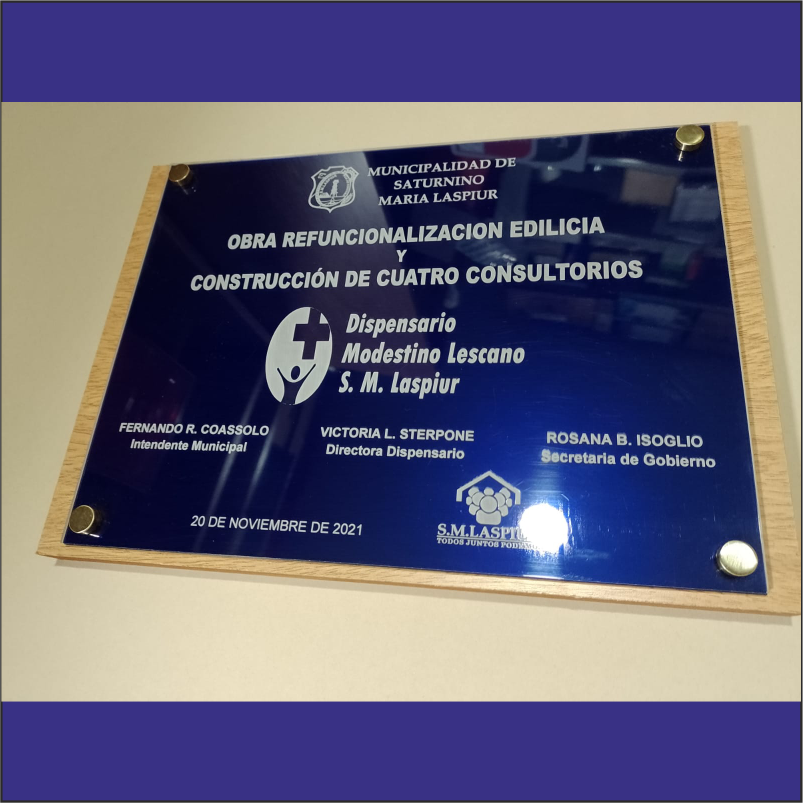 MUNICIPALIDAD DE
SATURNINO
MARIA LASPIUR
OBRA REFUNCIONALIZACION EDILICIA
Y
CONSTRUCCIÓN DE CUATRO CONSULTORIOS
Dispensario
Modestino Lescano
S. M. Laspiur
FERNANDO R. COASSOLO
Intendente Municipal
VICTORIA L. STERPONE
Directora Dispensario
ROSANA B. ISOGLIO
Secretaria de Gobierno
20 DE NOVIEMBRE DE 2021
S.M.LASPIUR
TODOS JUNTOS